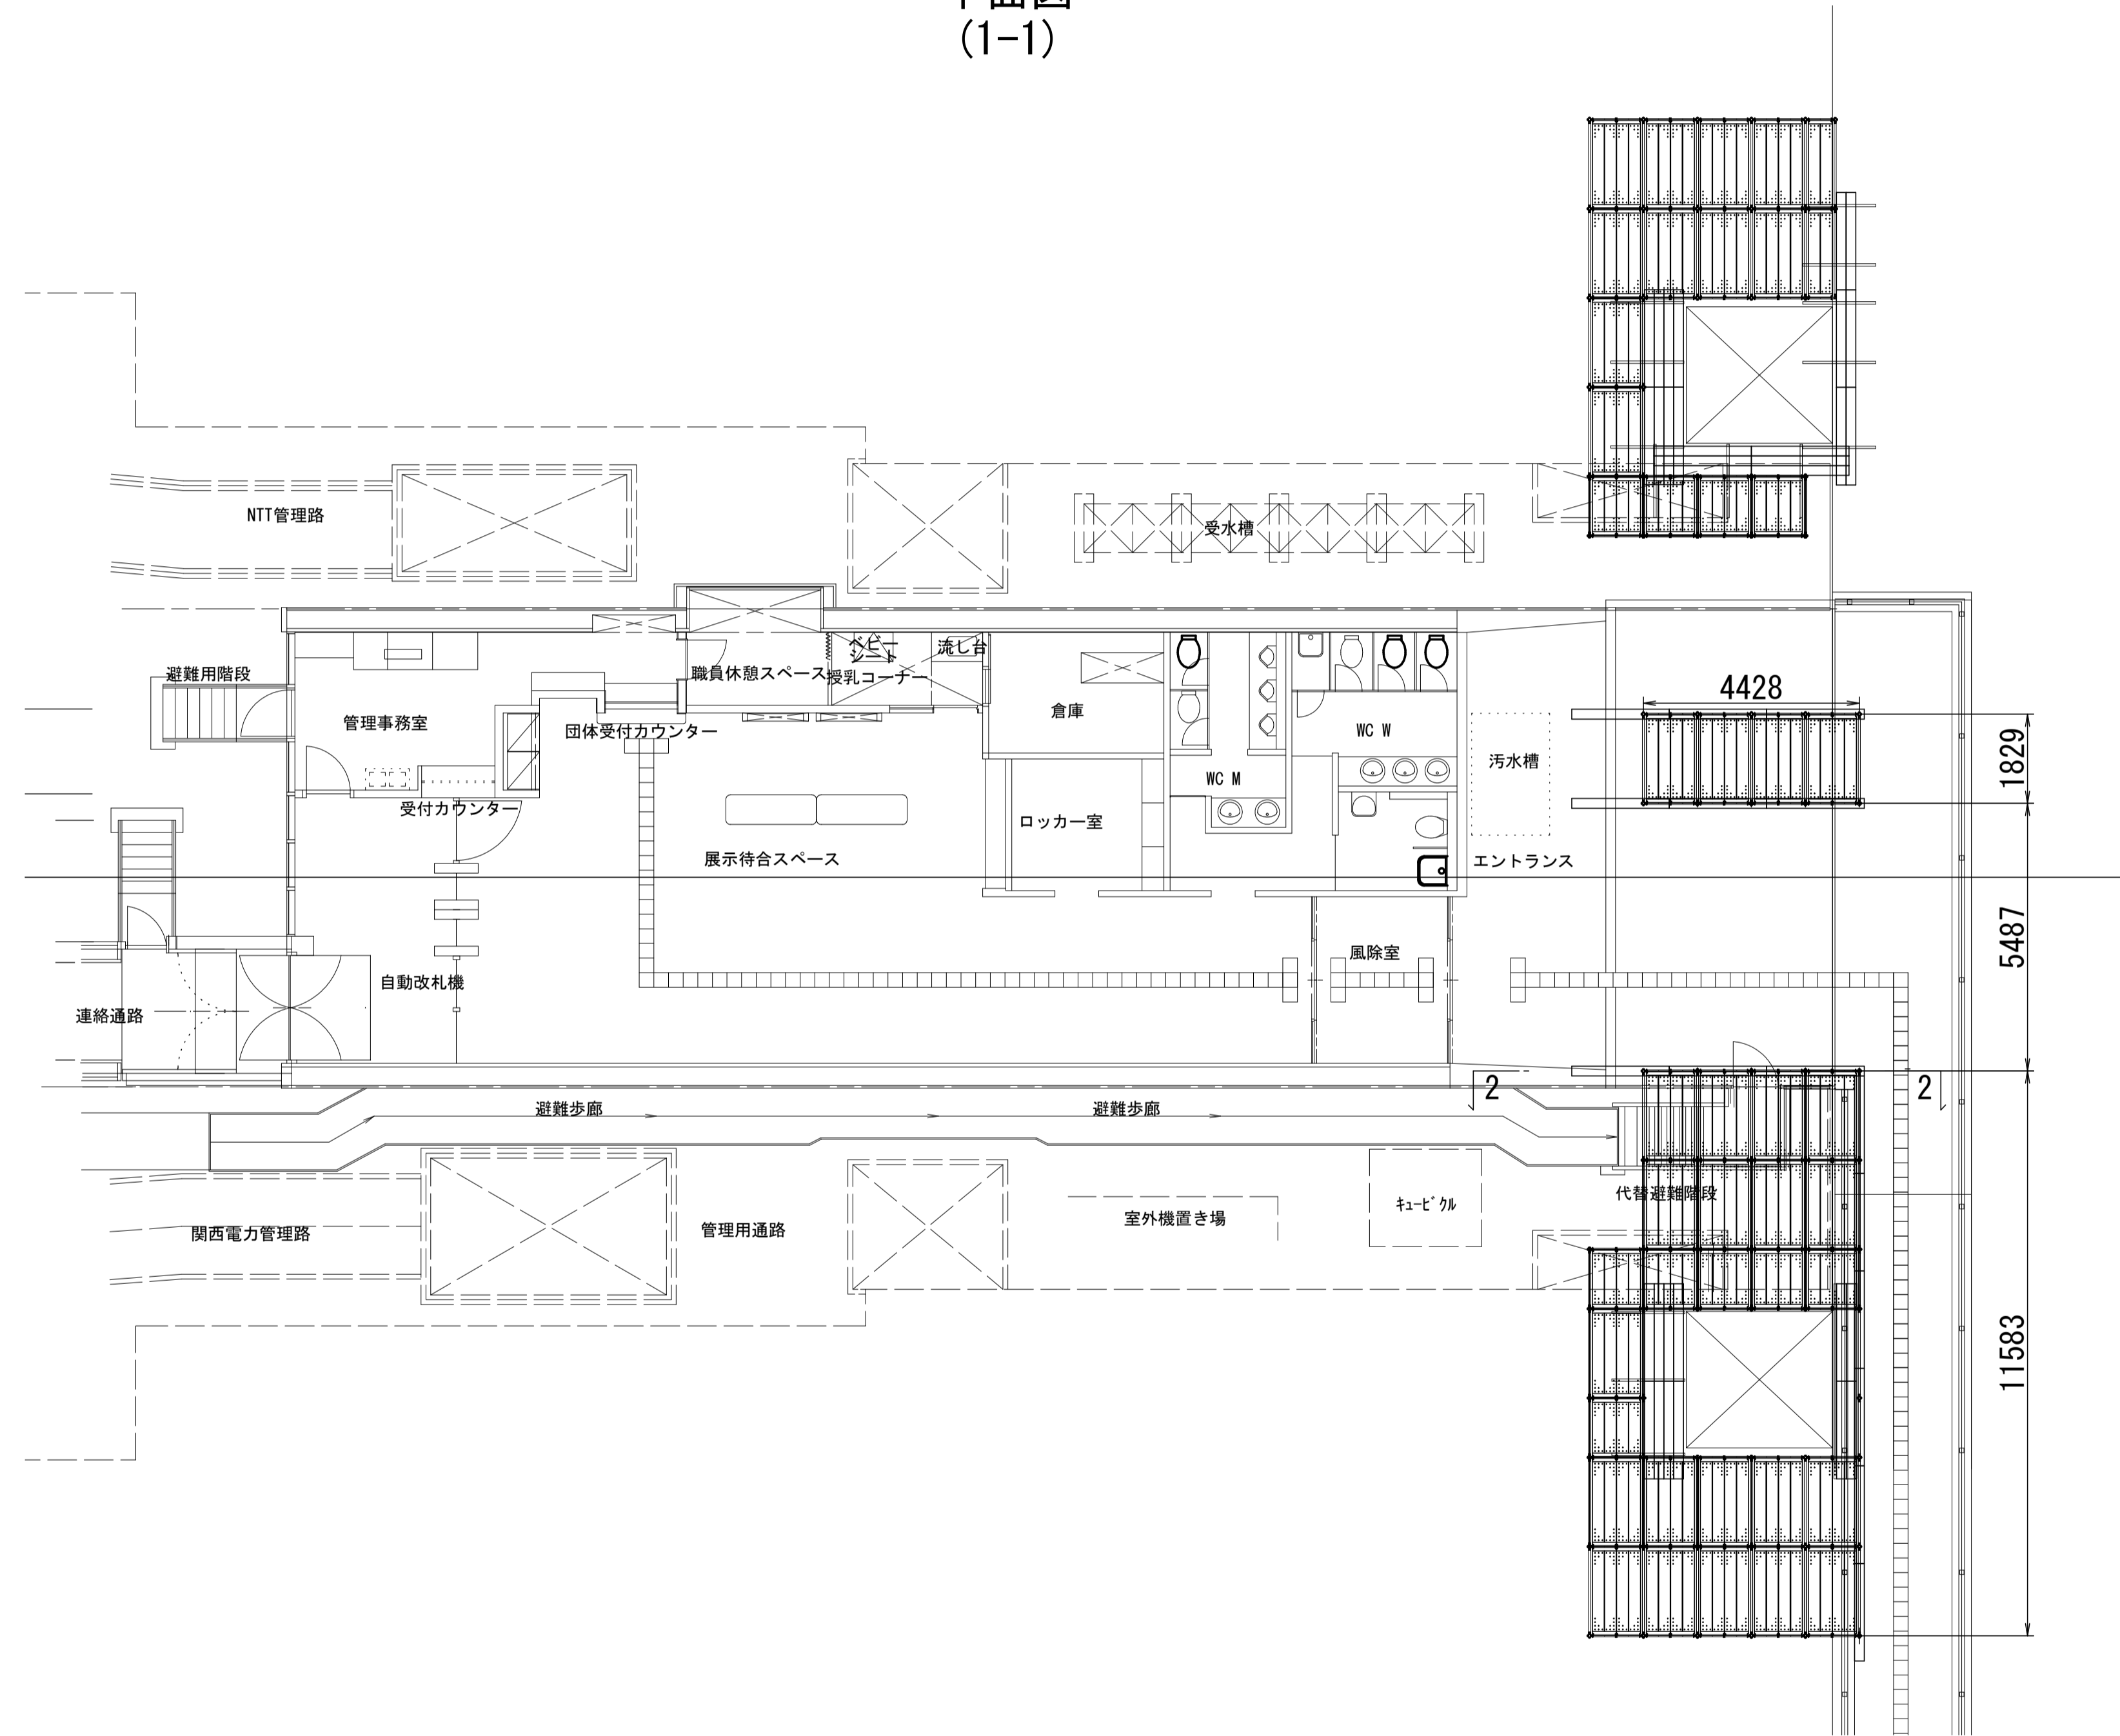 平面図
(1-1)
NTT管理路
受水槽
避難用階段
管理事務室
職員休憩スペース
ベビー
シート
授乳コーナー
流し台
倉庫
団体受付カウンター
WC W
WC M
汚水槽
4428
1829
受付カウンター
ロッカー室
展示待合スペース
エントランス
5487
自動改札機
風除室
連絡通路
2
2
避難歩廊
避難歩廊
代替避難階段
関西電力管理路
管理用通路
室外機置き場
ｷｭｰﾋﾞｸﾙ
11583